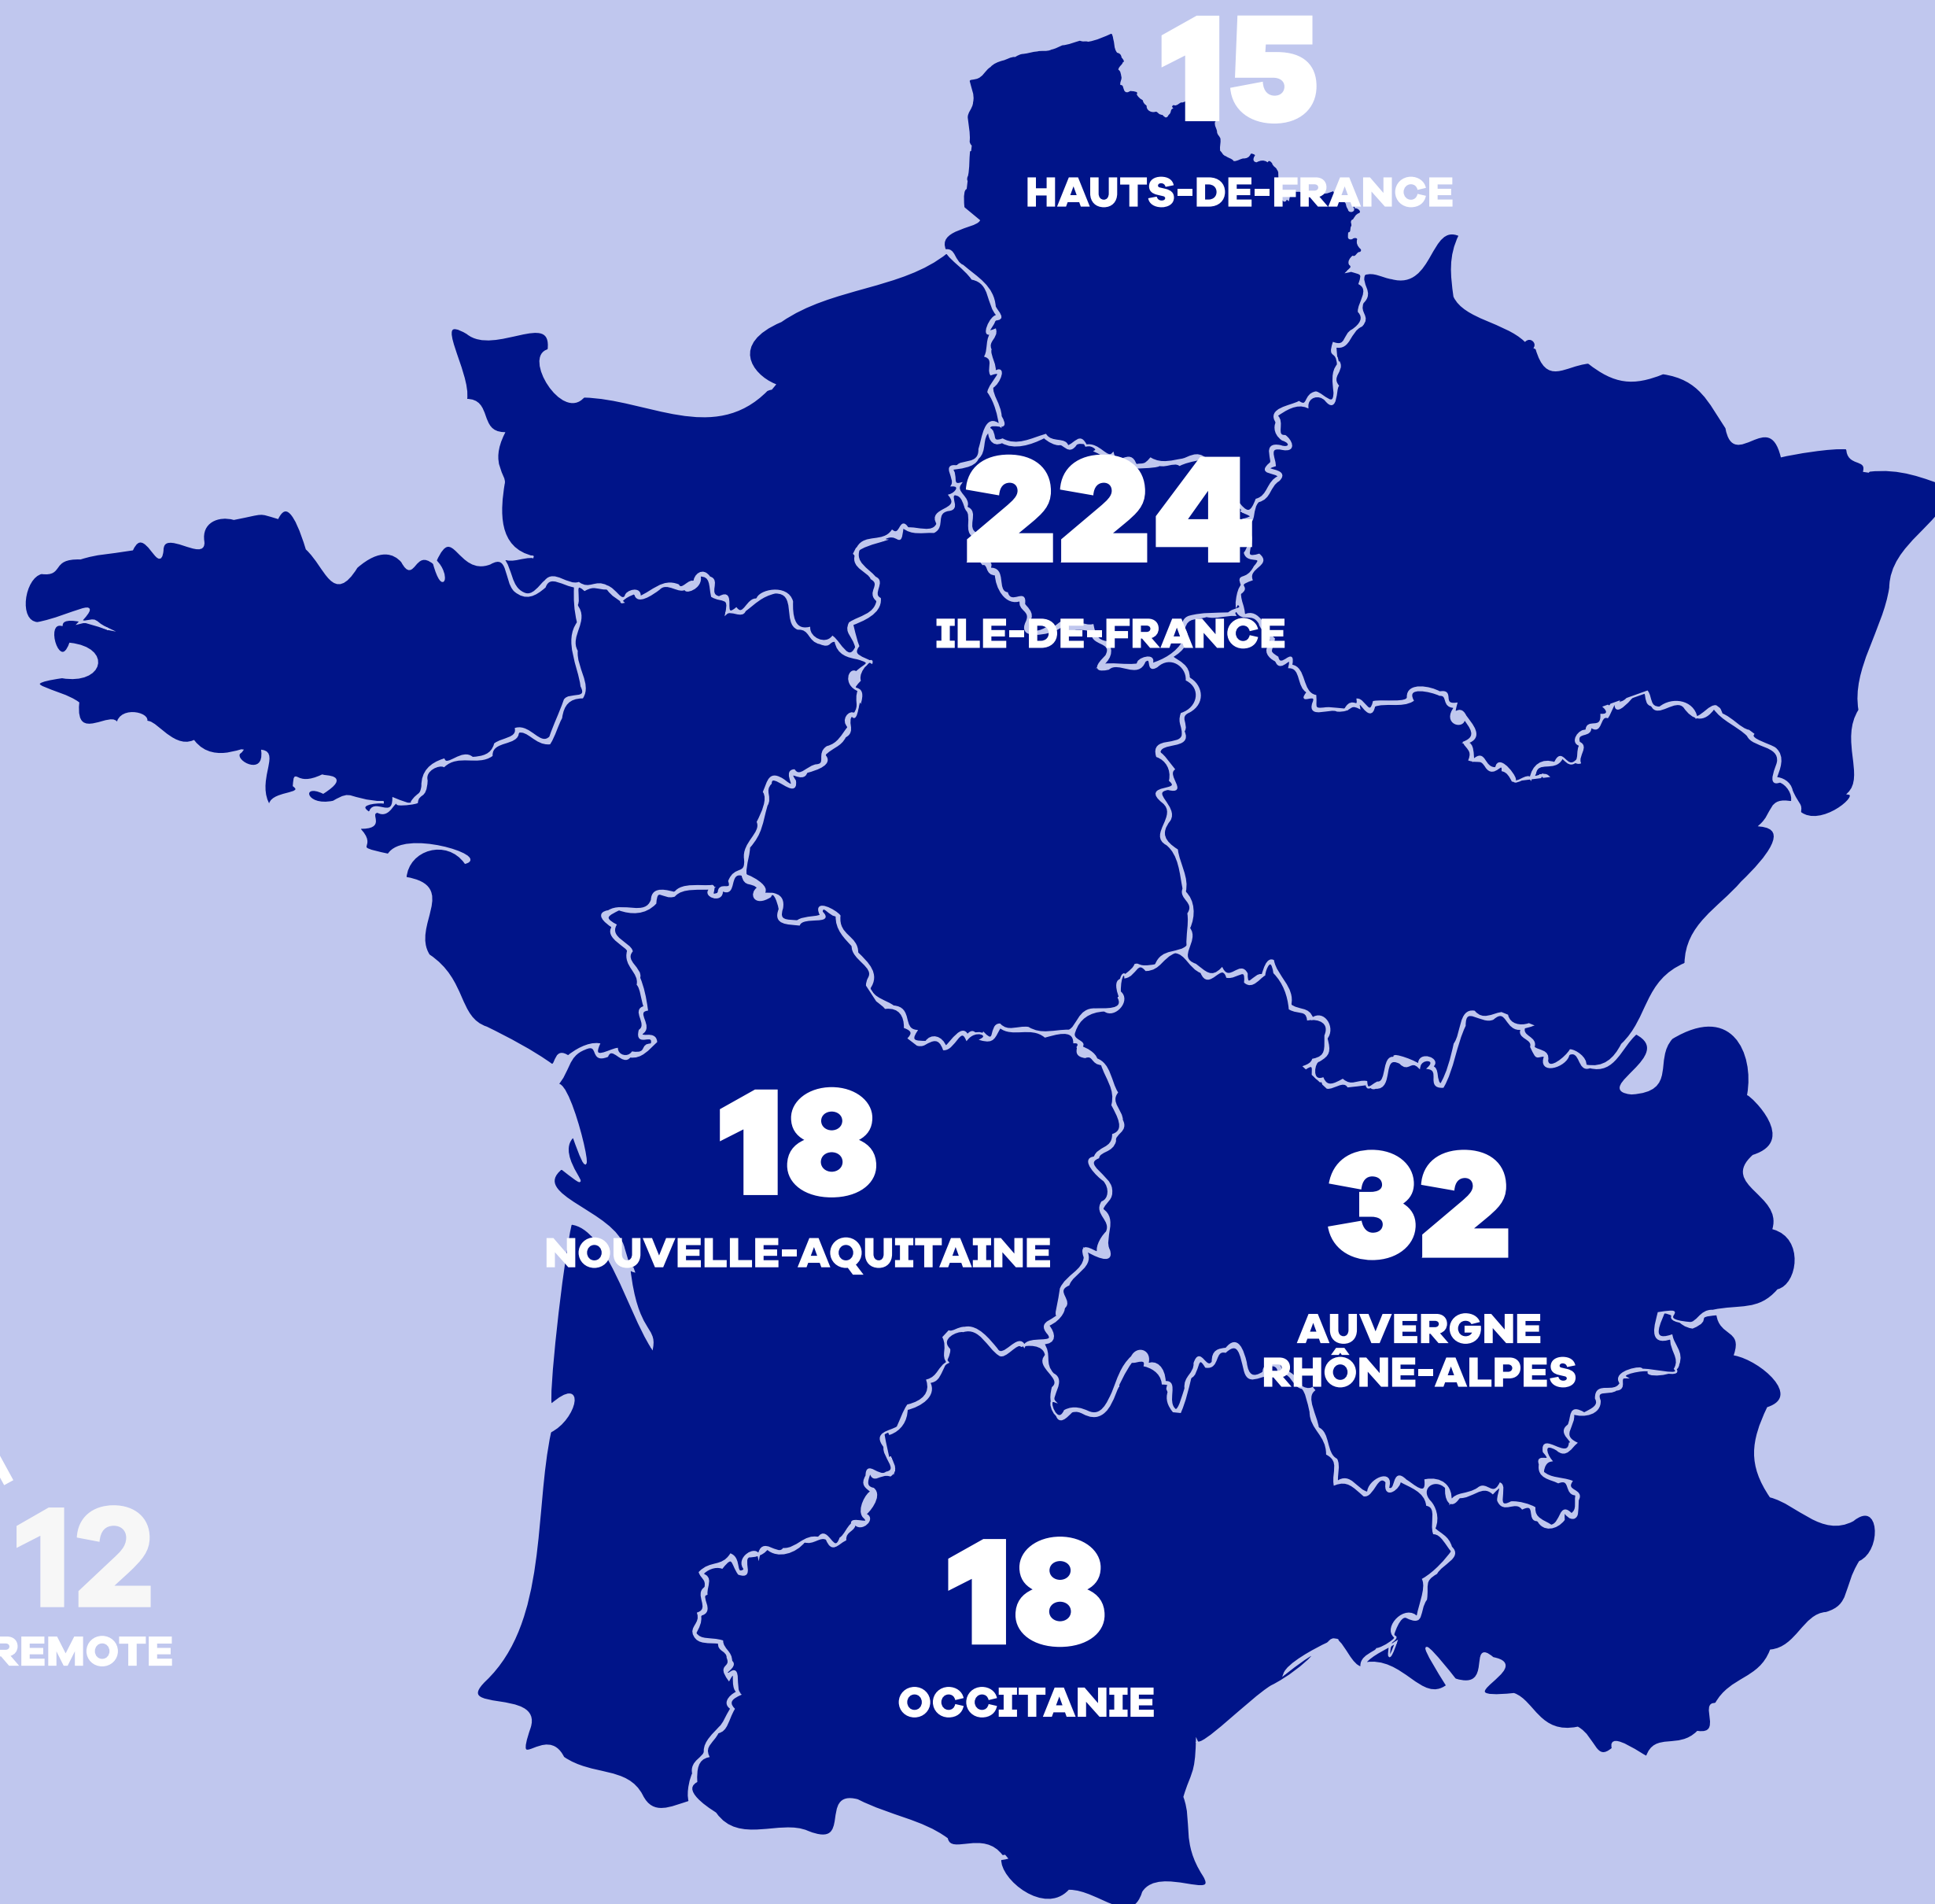 15
HAUTS-DE-FRANCE
224
ILE-DE-FRANCE
18
NOUVELLE-AQUITAINE
32
AUVERGNE
RHÔNE-ALPES
12
REMOTE
18
OCCITANIE